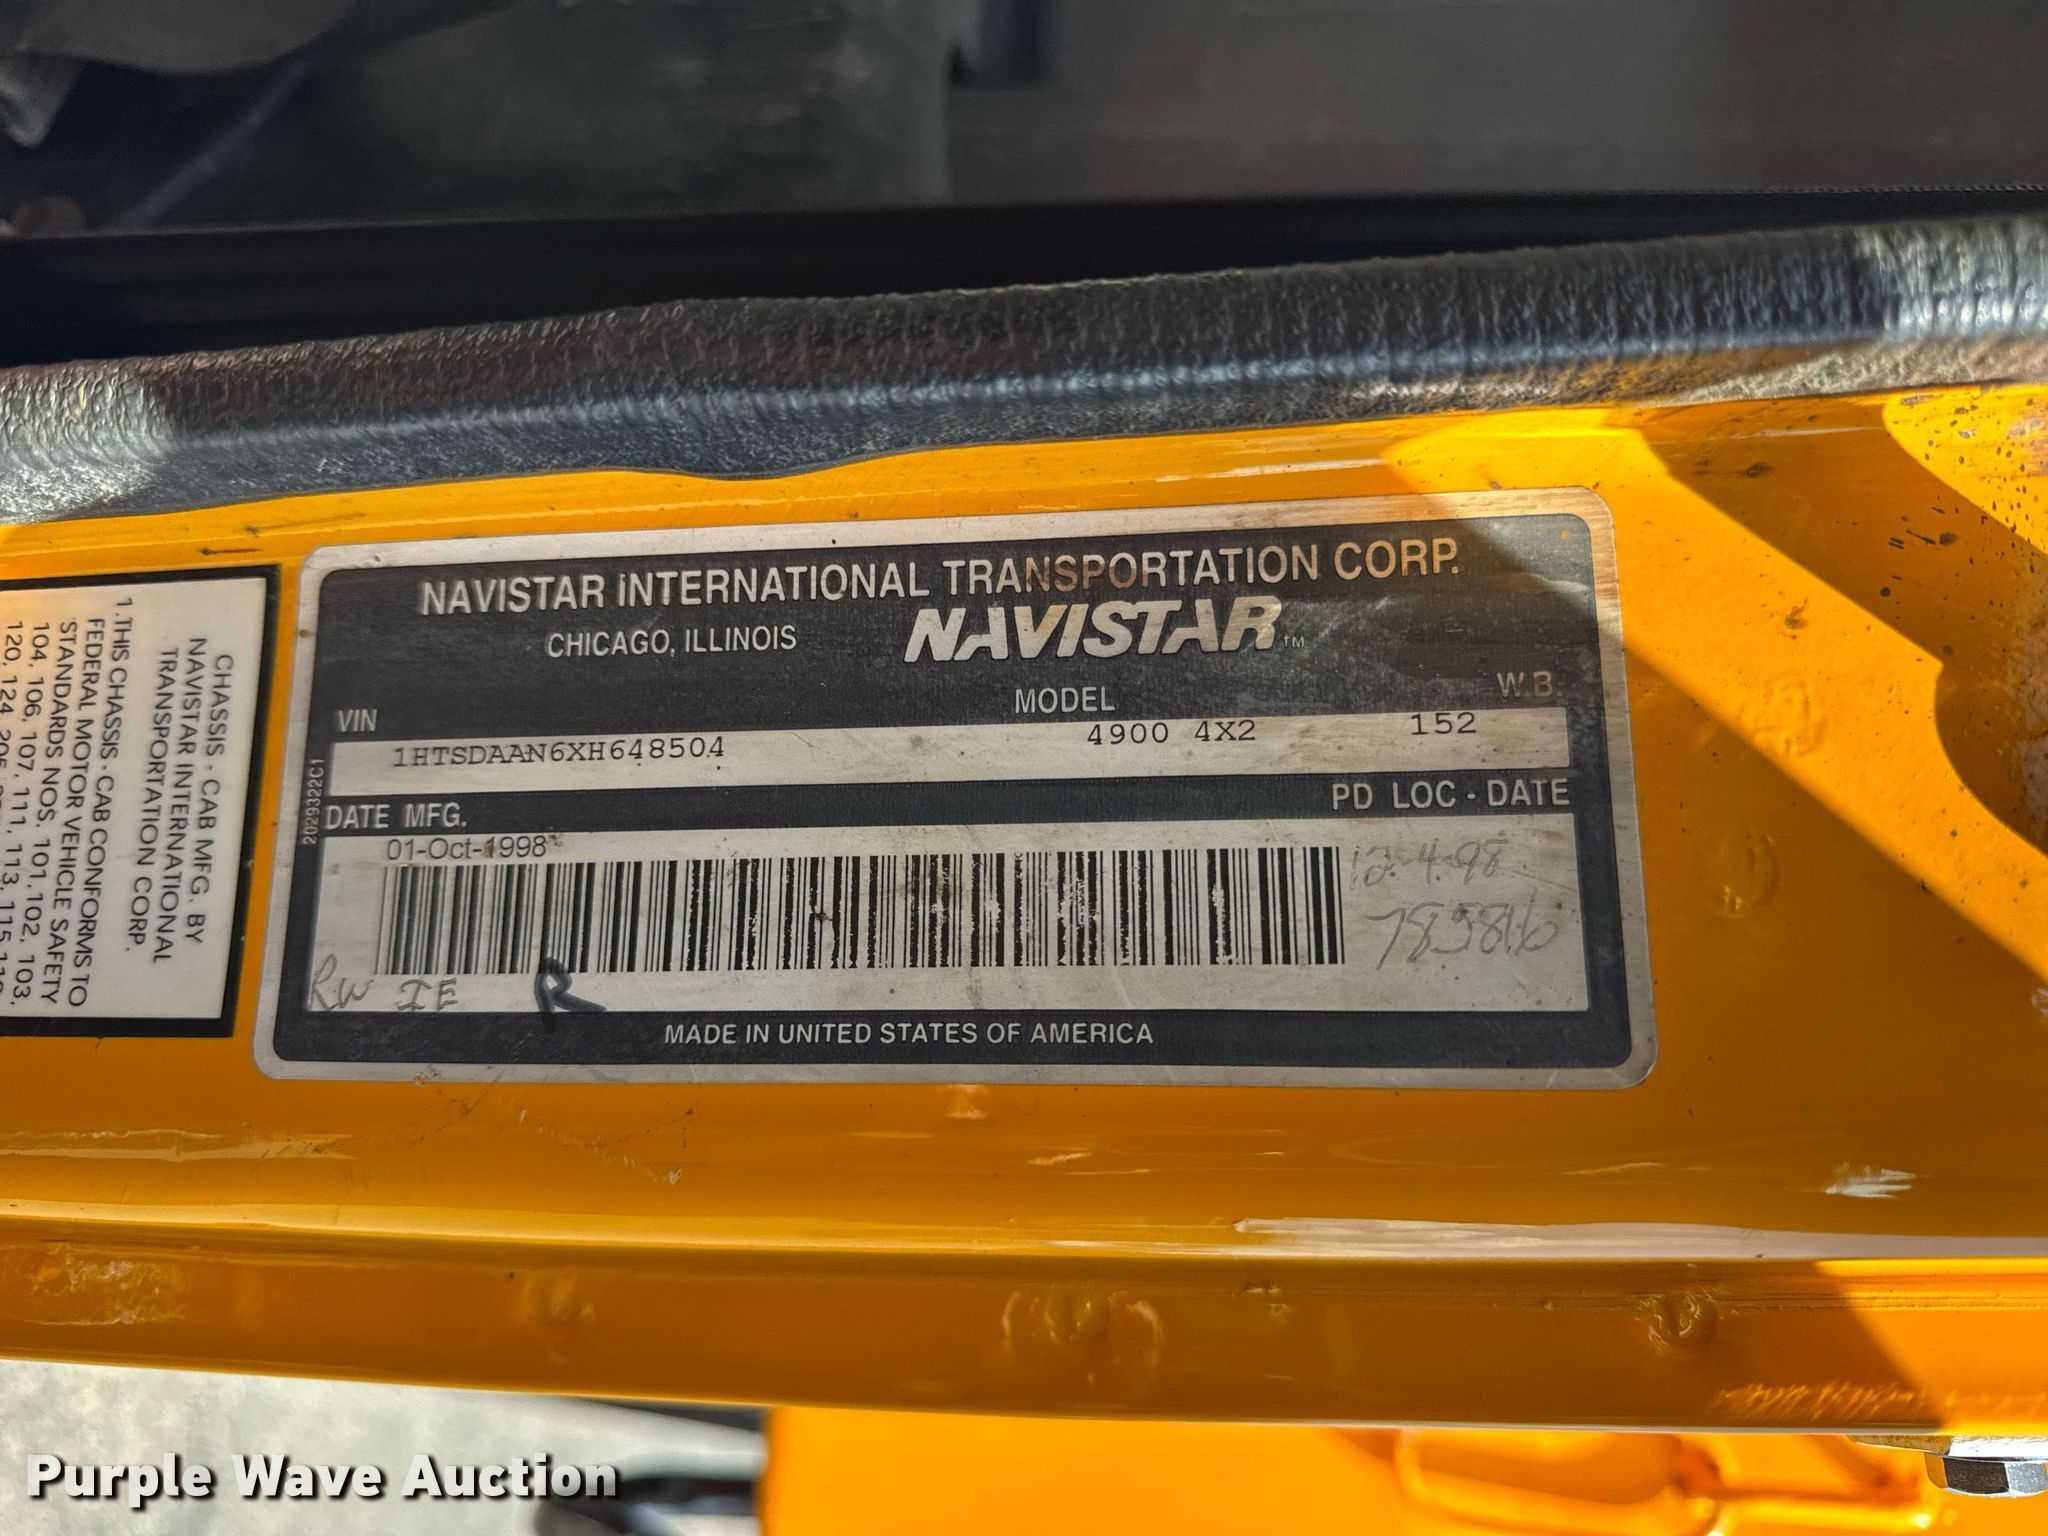 NAVISTAR INTERNATIONAL TRANSPORTATION CORP.
CHICAGO, ILLINOIS
NAVISTAR™
VIN
MODEL
W.B.
1HTSDAAN6XH648504
4900 4X2
152
2029322C1
DATE MFG.
PD LOC - DATE
01-Oct-1998
12-4-98
RW IE R
MADE IN UNITED STATES OF AMERICA
CHASSIS - CAB MFG. BY
NAVISTAR INTERNATIONAL
TRANSPORTATION CORP.
1. THIS CHASSIS - CAB CONFORMS TO
FEDERAL MOTOR VEHICLE SAFETY
STANDARDS NOS. 101, 102, 103,
104, 106, 107, 111, 113, 115,
120, 124,
Purple Wave Auction